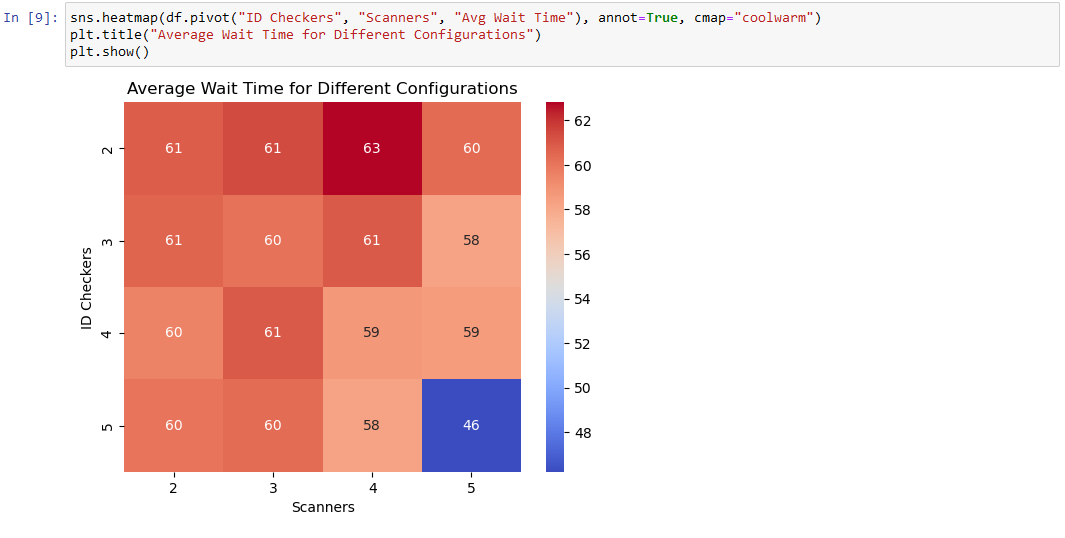 In [9]: sns.heatmap(df.pivot("ID Checkers", "Scanners", "Avg Wait Time"), annot=True, cmap="coolwarm")
plt.title("Average Wait Time for Different Configurations")
plt.show()
Average Wait Time for Different Configurations
2 61 61 63 60
3 61 60 61 58
4 60 61 59 59
5 60 60 58 46
2 3 4 5
Scanners
ID Checkers
62
60
58
56
54
52
50
48